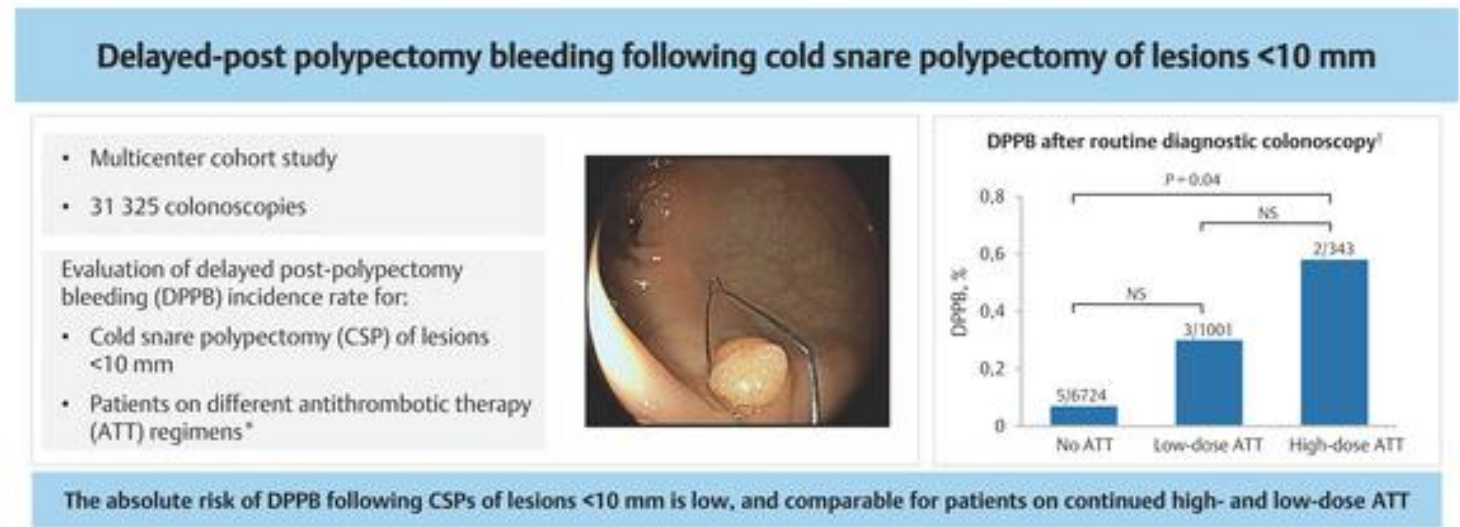 Delayed-post polypectomy bleeding following cold snare polypectomy of lesions <10 mm
• Multicenter cohort study
• 31 325 colonoscopies
Evaluation of delayed post-polypectomy
bleeding (DPPB) incidence rate for:
• Cold snare polypectomy (CSP) of lesions
<10 mm
• Patients on different antithrombotic therapy
(ATT) regimens*
DPPB after routine diagnostic colonoscopy†
P = 0.04
NS
NS
DPPB, %
0,8
0,6
0,4
0,2
0
5/6724
3/1001
2/343
No ATT
Low-dose ATT
High-dose ATT
The absolute risk of DPPB following CSPs of lesions <10 mm is low, and comparable for patients on continued high- and low-dose ATT